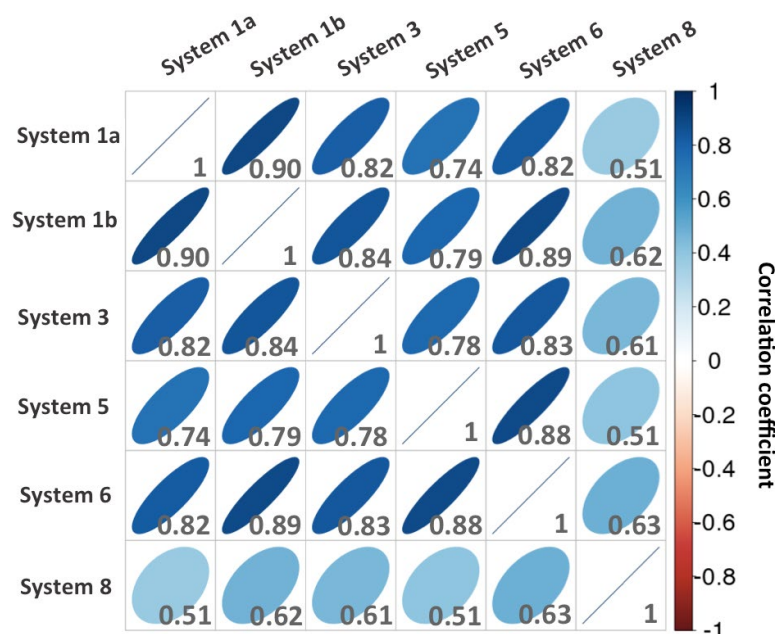 System 1a System 1b System 3 System 5 System 6 System 8
System 1a 1 0.90 0.82 0.74 0.82 0.51
System 1b 0.90 1 0.84 0.79 0.89 0.62
System 3 0.82 0.84 1 0.78 0.83 0.61
System 5 0.74 0.79 0.78 1 0.88 0.51
System 6 0.82 0.89 0.83 0.88 1 0.63
System 8 0.51 0.62 0.61 0.51 0.63 1
1
0.8
0.6
0.4
0.2
0
-0.2
-0.4
-0.6
-0.8
-1
Correlation coefficient